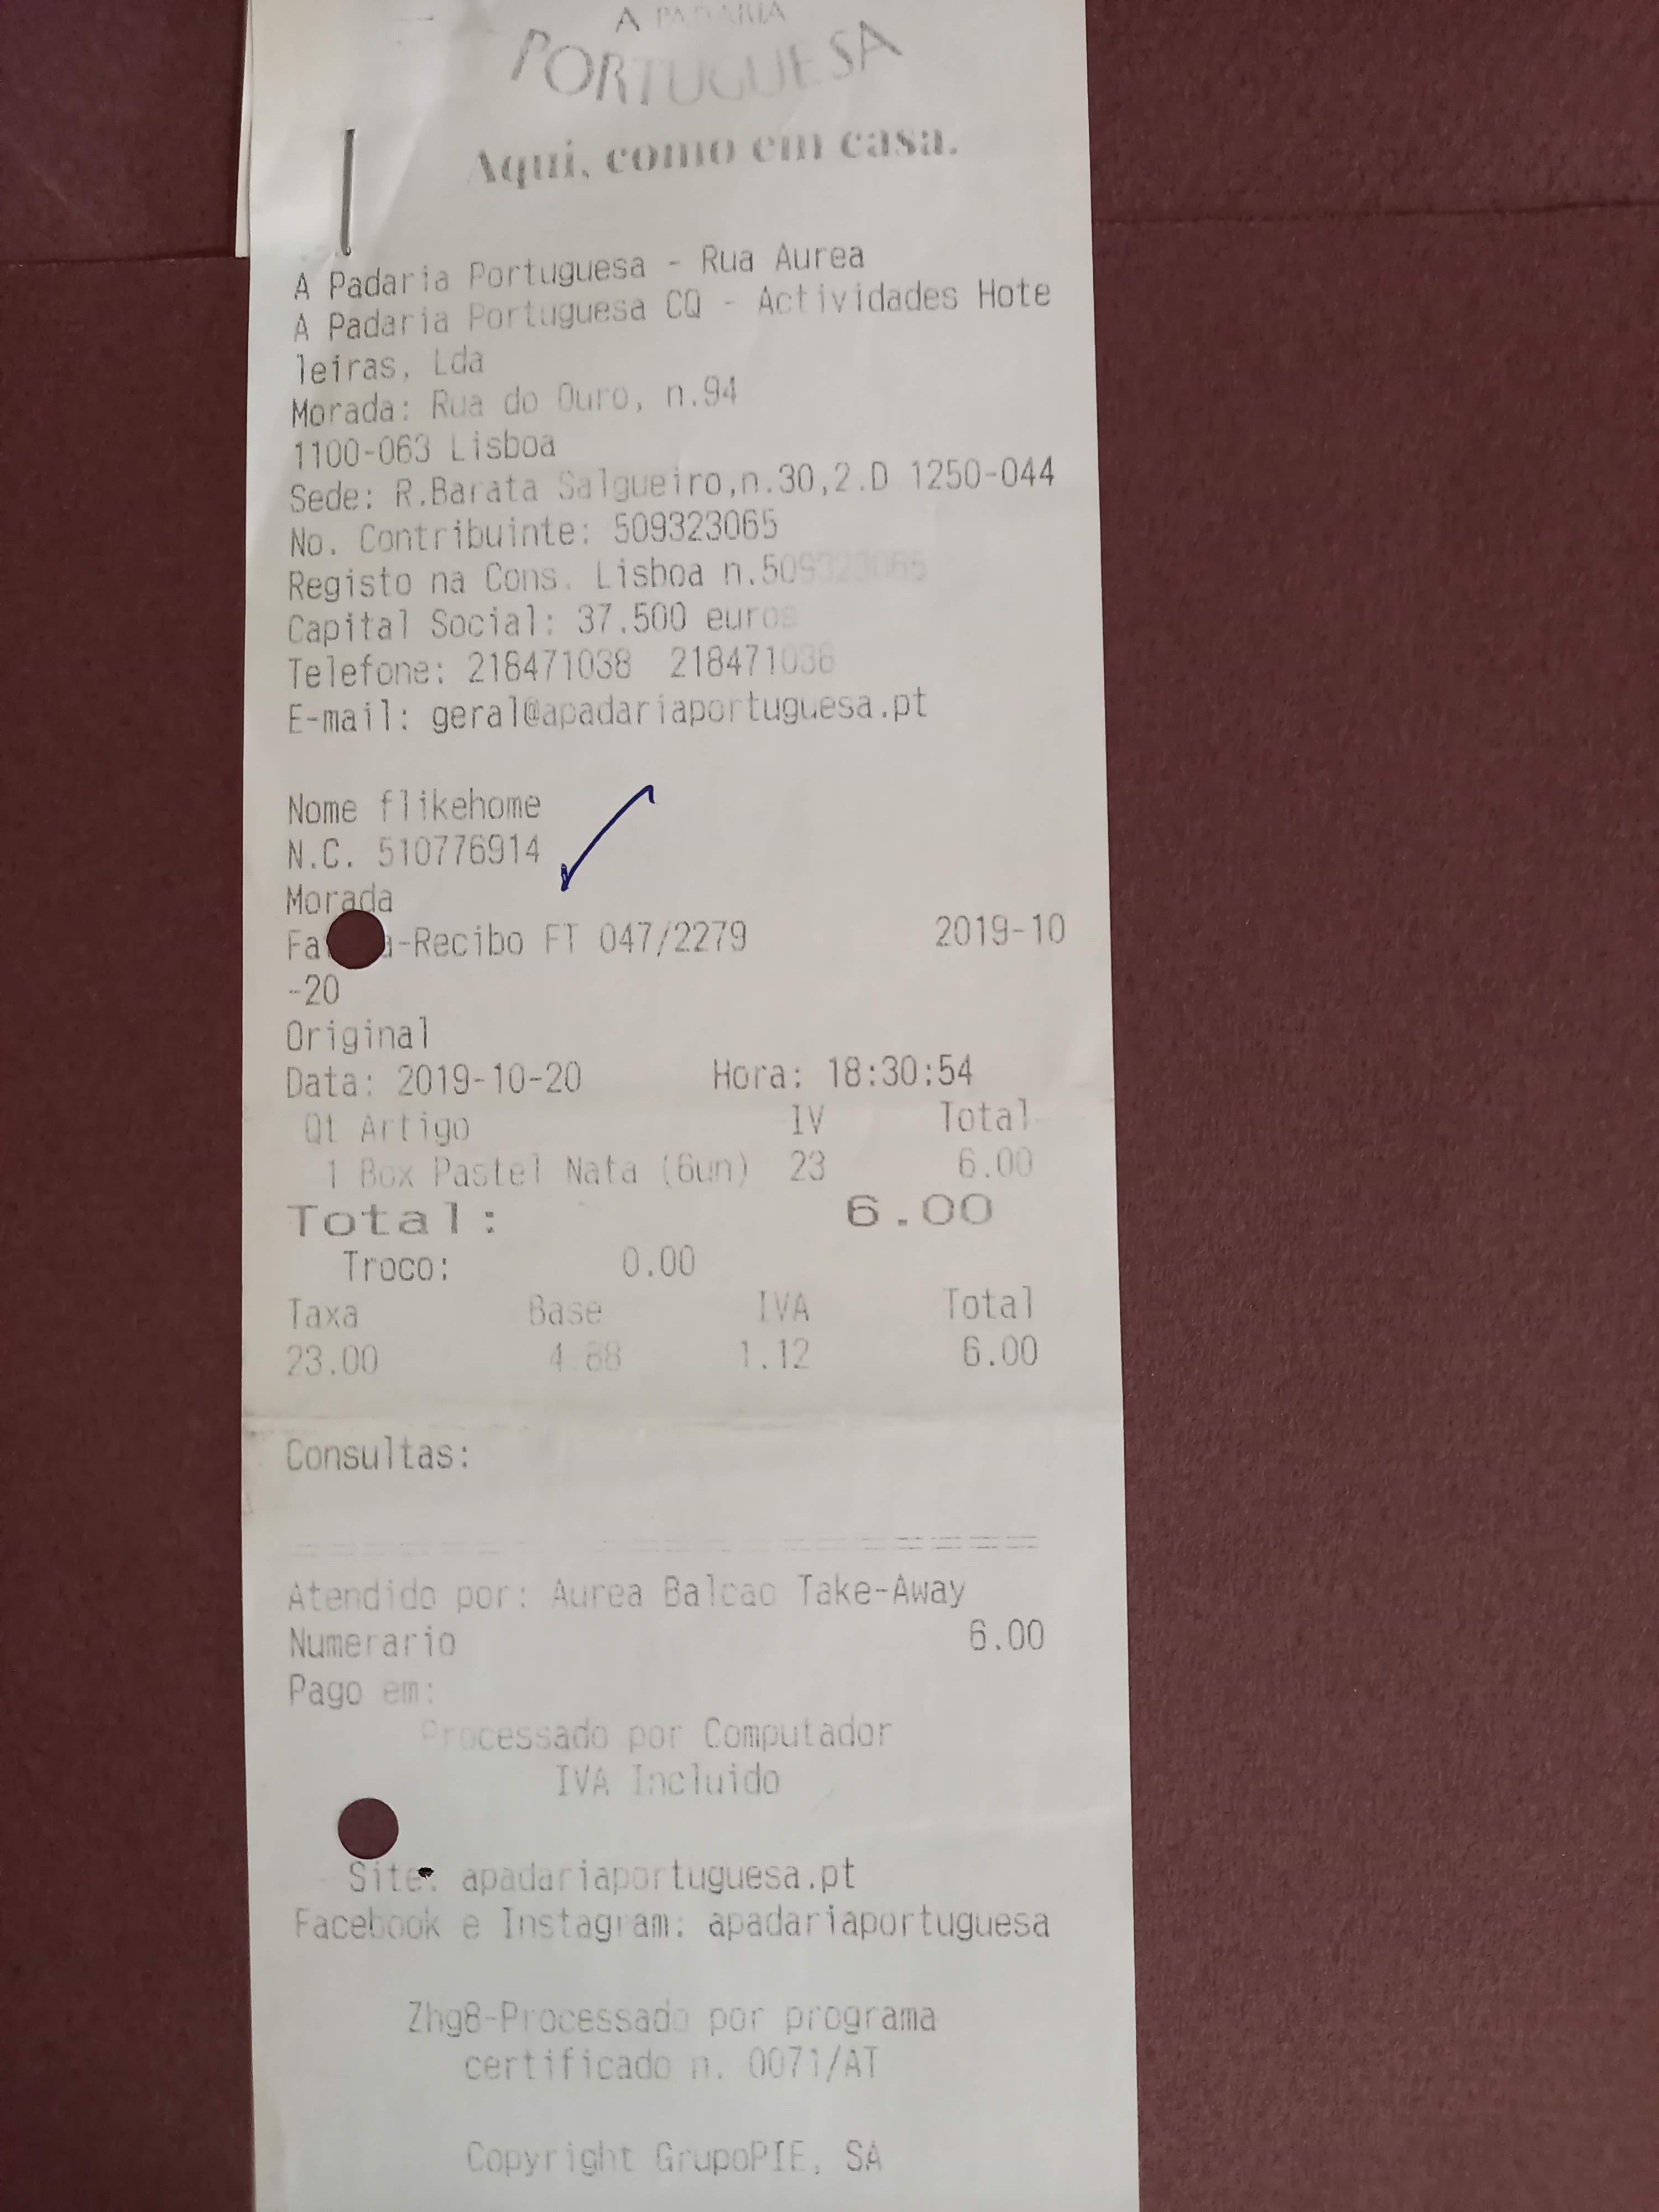 A PADARIA
PORTUGUESA
Aqui, como em casa.
A Padaria Portuguesa - Rua Aurea
A Padaria Portuguesa CQ - Actividades Hote
leiras, Lda
Morada: Rua do Ouro, n.94
1100-063 Lisboa
Sede: R.Barata Salgueiro,n.30,2.D 1250-044
No. Contribuinte: 509323065
Registo na Cons. Lisboa n.509323065
Capital Social: 37.500 euros
Telefone: 218471038 218471038
E-mail: geral@apadariaportuguesa.pt
Nome flikehome
N.C. 510776914
Morada
-Recibo FT 047/2279 2019-10
-20
Original
Data: 2019-10-20 Hora: 18:30:54
Qt Artigo IV Total
1 Box Pastel Nata (6un) 23 6.00
Total: 6.00
Troco: 0.00
Taxa Base IVA Total
23.00 4.88 1.12 6.00
Consultas:
Atendido por: Aurea Balcao Take-Away
Numerario 6.00
Pago em:
Processado por Computador
IVA Incluido
Site: apadariaportuguesa.pt
Facebook e Instagram: apadariaportuguesa
Zhg8-Processado por programa
certificado n. 0071/AT
Copyright GrupoPIE, SA